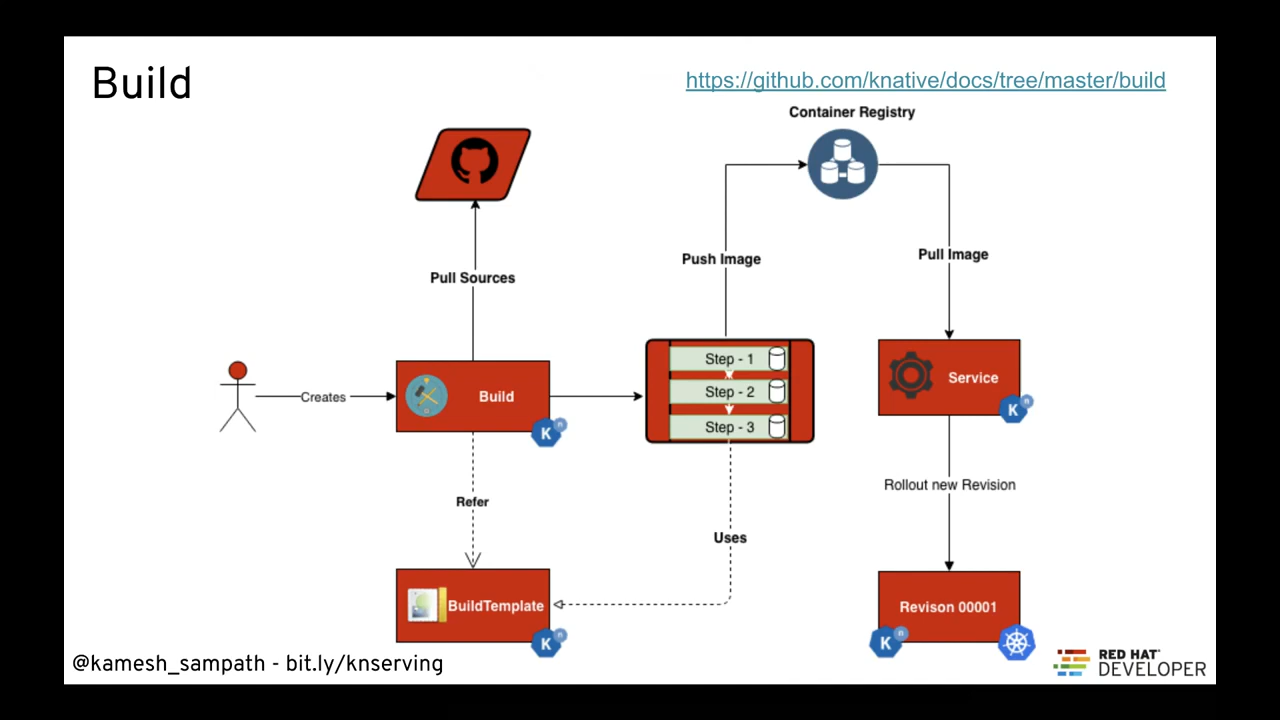 Build
https://github.com/knative/docs/tree/master/build
Container Registry
Pull Sources
Push Image
Pull Image
Creates
Build
K
n
Step - 1
Step - 2
Step - 3
Service
K
n
Refer
Uses
Rollout new Revision
BuildTemplate
K
n
Revison 00001
K
n
@kamesh_sampath - bit.ly/knserving
RED HAT
DEVELOPER